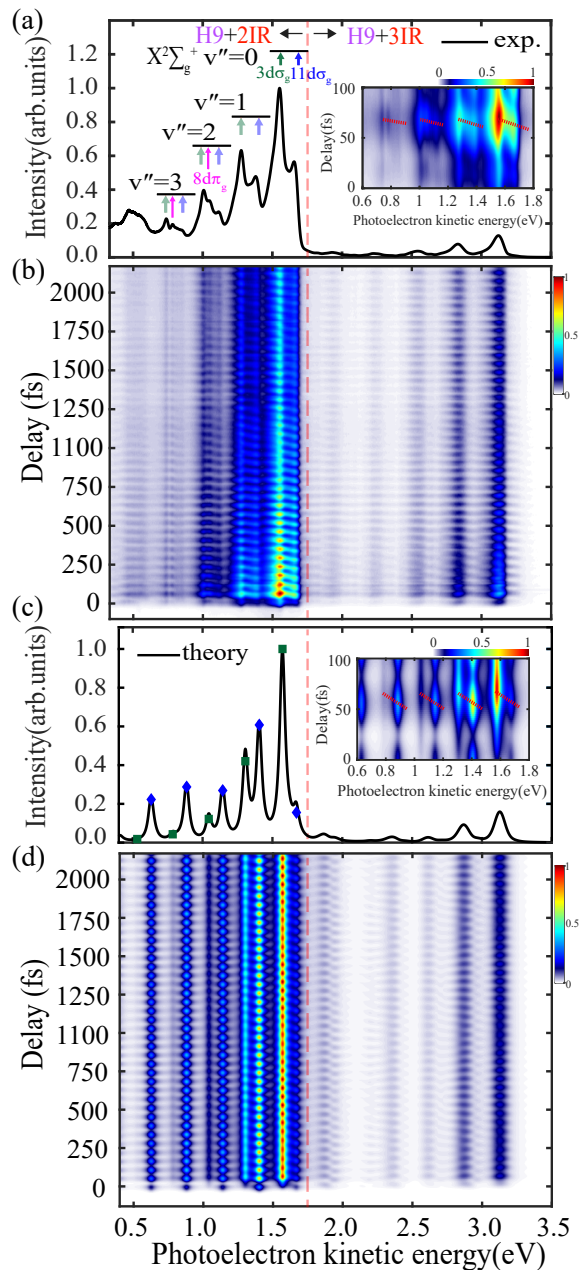 (a)
H9+2IR
H9+3IR
X²Σg⁺ v″=0
exp.
3dσg
11dσg
v″=1
v″=2
8dπg
v″=3
Intensity(arb.units)
1.2
1.0
0.8
0.6
0.4
0.2
0.0
0 0.5 1
Delay(fs)
100
50
0
0.6 0.8 1 1.2 1.4 1.6 1.8
Photoelectron kinetic energy(eV)
(b)
Delay (fs)
2000
1750
1500
1250
1100
750
500
250
0
1
0.5
0
(c)
theory
Intensity(arb.units)
1.0
0.8
0.6
0.4
0.2
0.0
0 0.5 1
Delay(fs)
100
50
0
0.6 0.8 1 1.2 1.4 1.6 1.8
Photoelectron kinetic energy(eV)
(d)
Delay (fs)
2000
1750
1500
1250
1100
750
500
250
0
1
0.5
0
0.5 1.0 1.5 2.0 2.5 3.0 3.5
Photoelectron kinetic energy(eV)